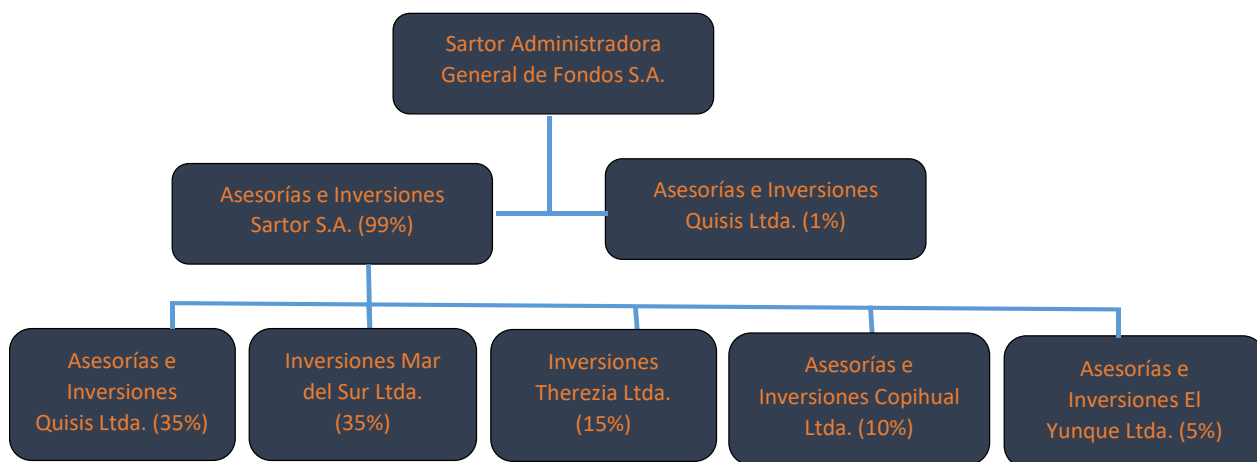 Sartor Administradora
General de Fondos S.A.
Asesorías e Inversiones
Sartor S.A. (99%)
Asesorías e Inversiones
Quisis Ltda. (1%)
Asesorías e
Inversiones
Quisis Ltda. (35%)
Inversiones Mar
del Sur Ltda.
(35%)
Inversiones
Therezia Ltda.
(15%)
Asesorías e
Inversiones Copihual
Ltda. (10%)
Asesorías e
Inversiones El
Yunque Ltda. (5%)